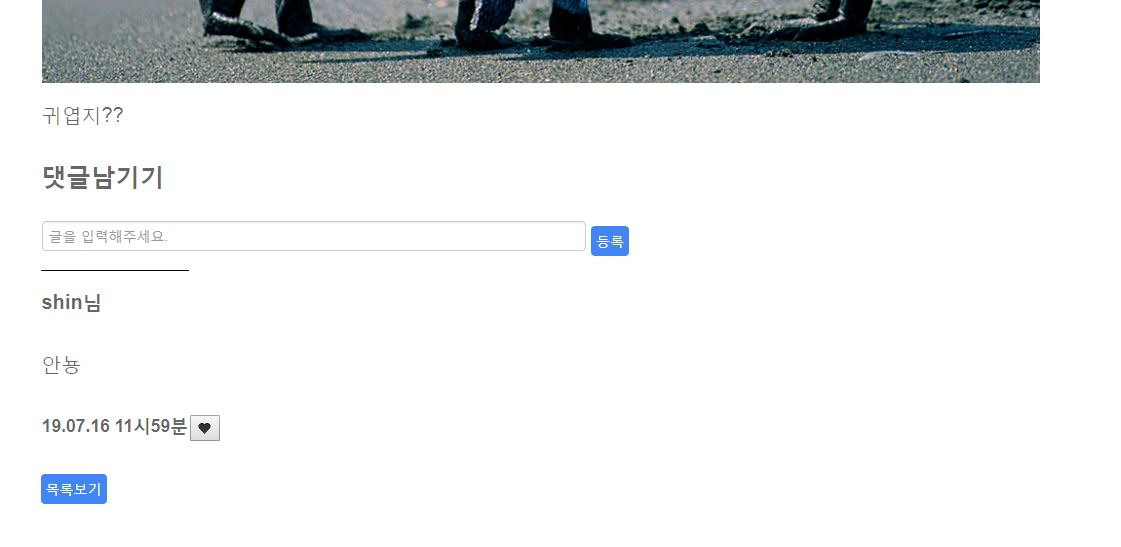 귀엽지??
댓글남기기
글을 입력해주세요. 등록
shin님
안뇽
19.07.16 11시59분
목록보기